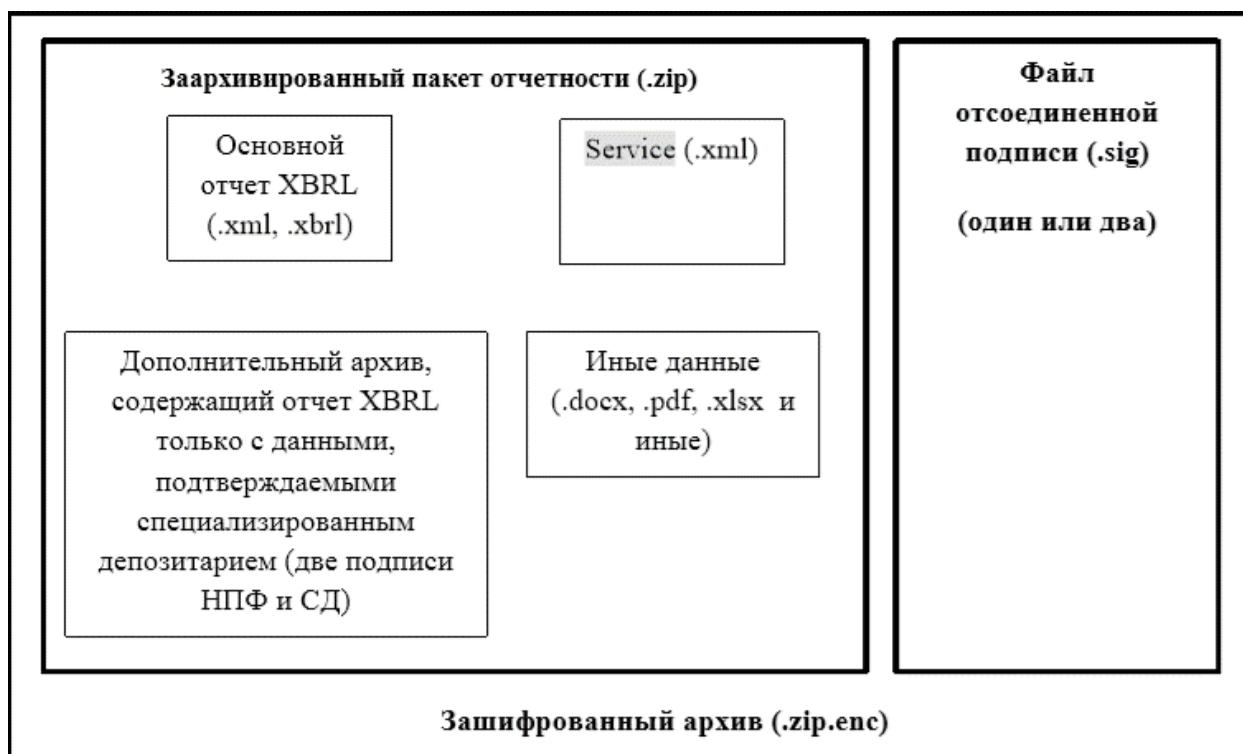 Заархивированный пакет отчетности (.zip)
Основной
отчет XBRL
(.xml, .xbrl)
Service (.xml)
Дополнительный архив,
содержащий отчет XBRL
только с данными,
подтверждаемыми
специализированным
депозитарием (две подписи
НПФ и СД)
Иные данные
(.docx, .pdf, .xlsx и
иные)
Файл
отсоединенной
подписи (.sig)
(один или два)
Зашифрованный архив (.zip.enc)